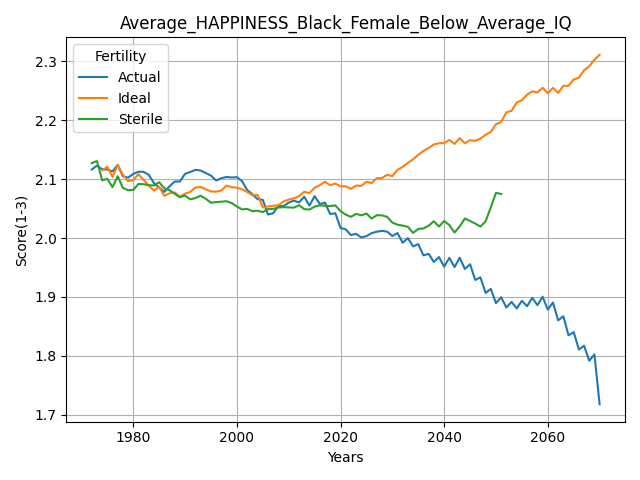 Average_HAPPINESS_Black_Female_Below_Average_IQ
Fertility
Actual
Ideal
Sterile
Score(1-3)
2.3
2.2
2.1
2.0
1.9
1.8
1.7
1980
2000
2020
2040
2060
Years